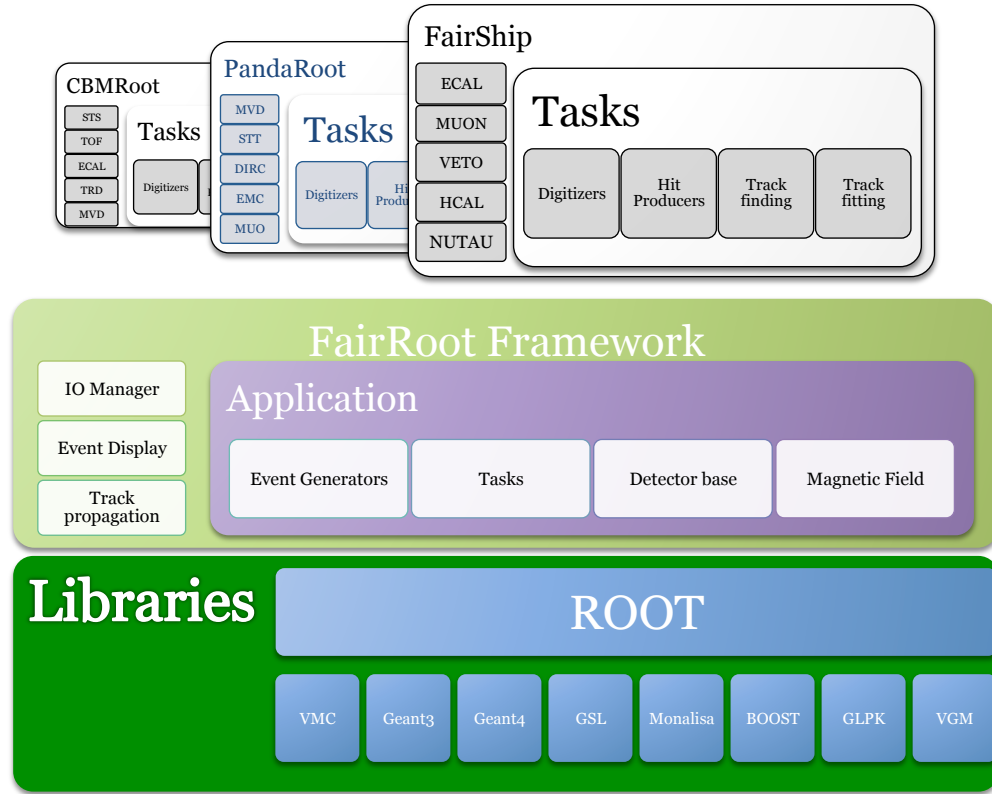 CBMRoot
STS
TOF
ECAL
TRD
MVD
Tasks
Digitizers
PandaRoot
MVD
STT
DIRC
EMC
MUO
Tasks
Digitizers
FairShip
ECAL
MUON
VETO
HCAL
NUTAU
Tasks
Digitizers
Hit
Producers
Track
finding
Track
fitting
FairRoot Framework
IO Manager
Event Display
Track
propagation
Application
Event Generators
Tasks
Detector base
Magnetic Field
Libraries
ROOT
VMC
Geant3
Geant4
GSL
Monalisa
BOOST
GLPK
VGM